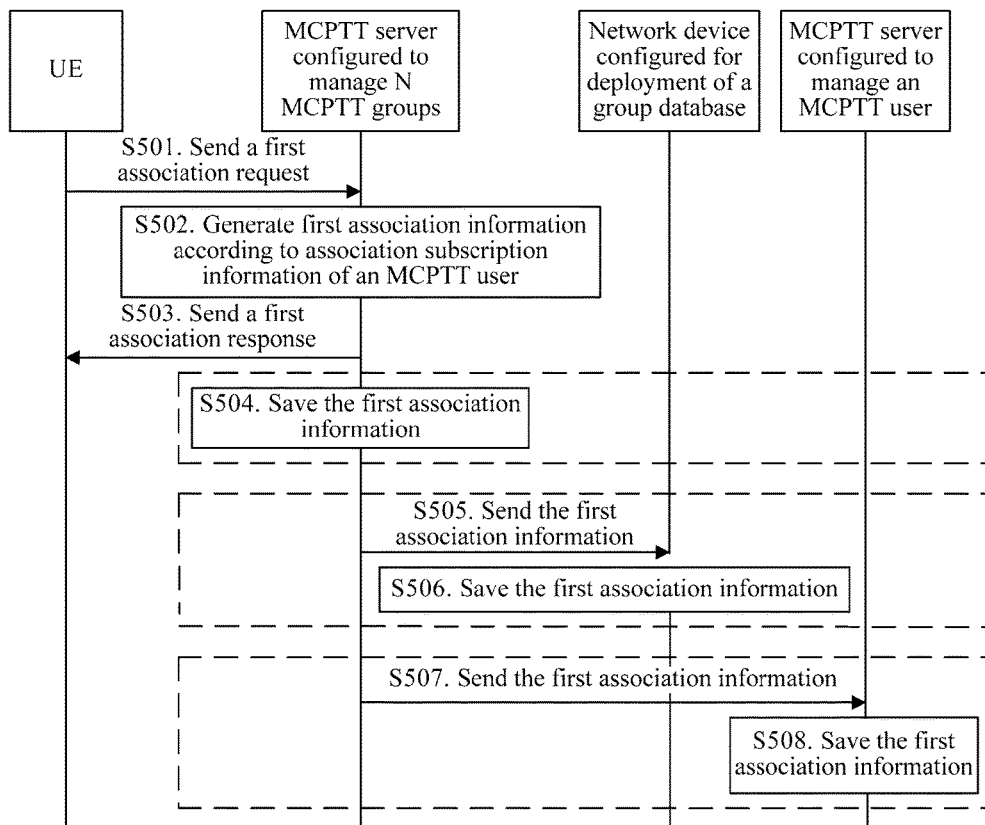 UE
MCPTT server
configured to
manage N
MCPTT groups
Network device
configured for
deployment of a
group database
MCPTT server
configured to
manage an
MCPTT user
S501. Send a first
association request
S502. Generate first association information
according to association subscription
information of an MCPTT user
S503. Send a first
association response
S504. Save the first association
information
S505. Send the first
association information
S506. Save the first association information
S507. Send the first association information
S508. Save the first
association information